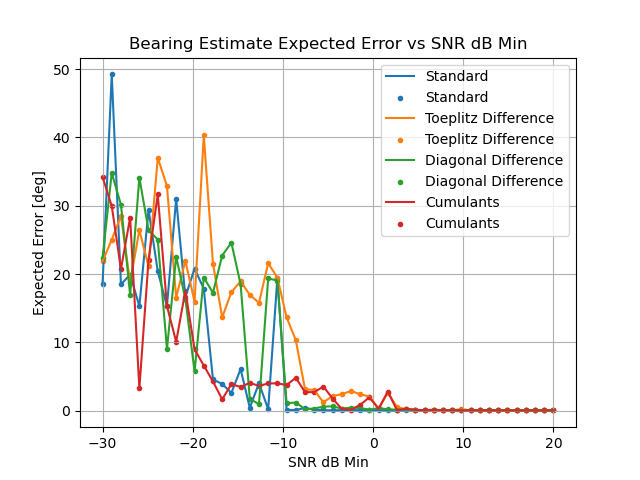 Bearing Estimate Expected Error vs SNR dB Min
50
40
30
20
10
0
Expected Error [deg]
Standard
Standard
Toeplitz Difference
Toeplitz Difference
Diagonal Difference
Diagonal Difference
Cumulants
Cumulants
−30
−20
−10
0
10
20
SNR dB Min